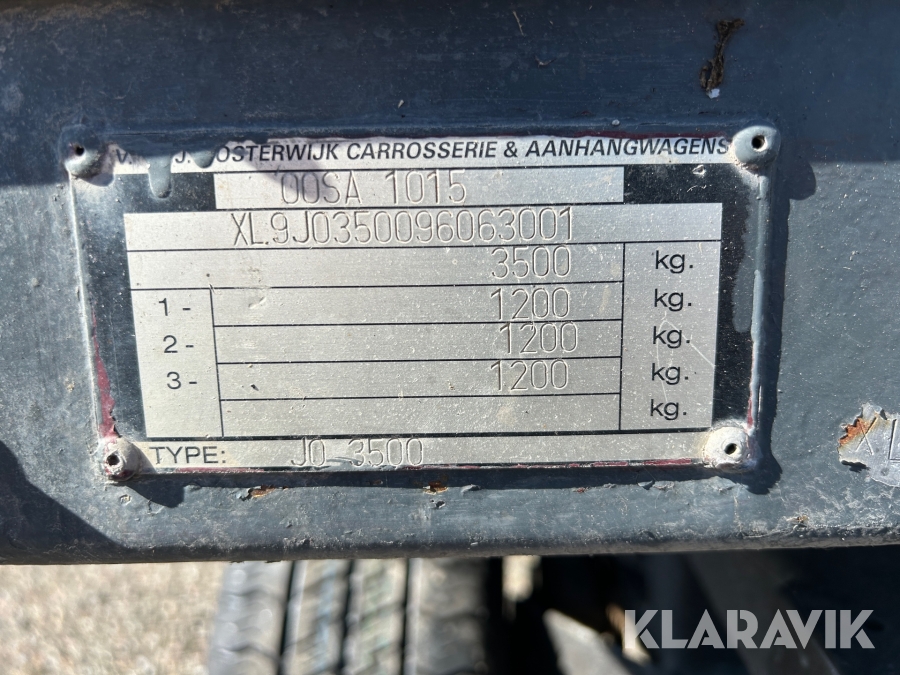 OOSTERWIJK CARROSSERIE & AANHANGWAGENS
OOSA 1015
XL9J0350096063001
3500 kg.
1- 1200 kg.
2- 1200 kg.
3- 1200 kg.
kg.
TYPE: JO 3500
KLARAVIK